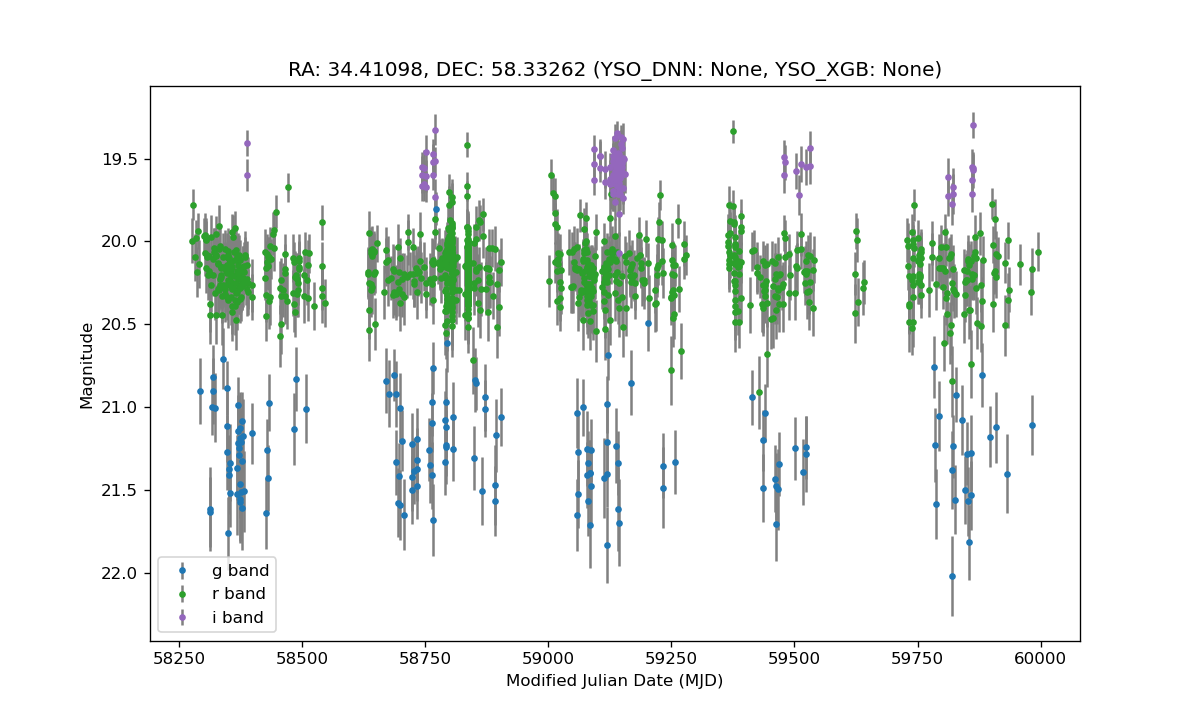 RA: 34.41098, DEC: 58.33262 (YSO_DNN: None, YSO_XGB: None)
19.5
20.0
20.5
21.0
21.5
22.0
Magnitude
g band
r band
i band
58250 58500 58750 59000 59250 59500 59750 60000
Modified Julian Date (MJD)